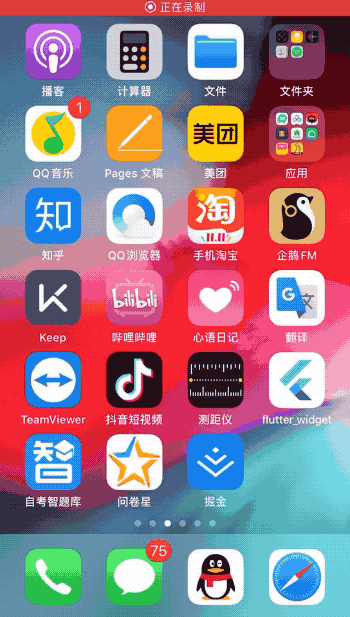 正在录制
播客 计算器 文件 文件夹
1
美团
QQ音乐 Pages 文稿 美团 应用
知 淘
11.11
知乎 QQ浏览器 手机淘宝 企鹅FM
bilibili G 文
Keep 哔哩哔哩 心语日记 翻译
TeamViewer 抖音短视频 测距仪 flutter_widget
智
自考智题库 问卷星 掘金
75